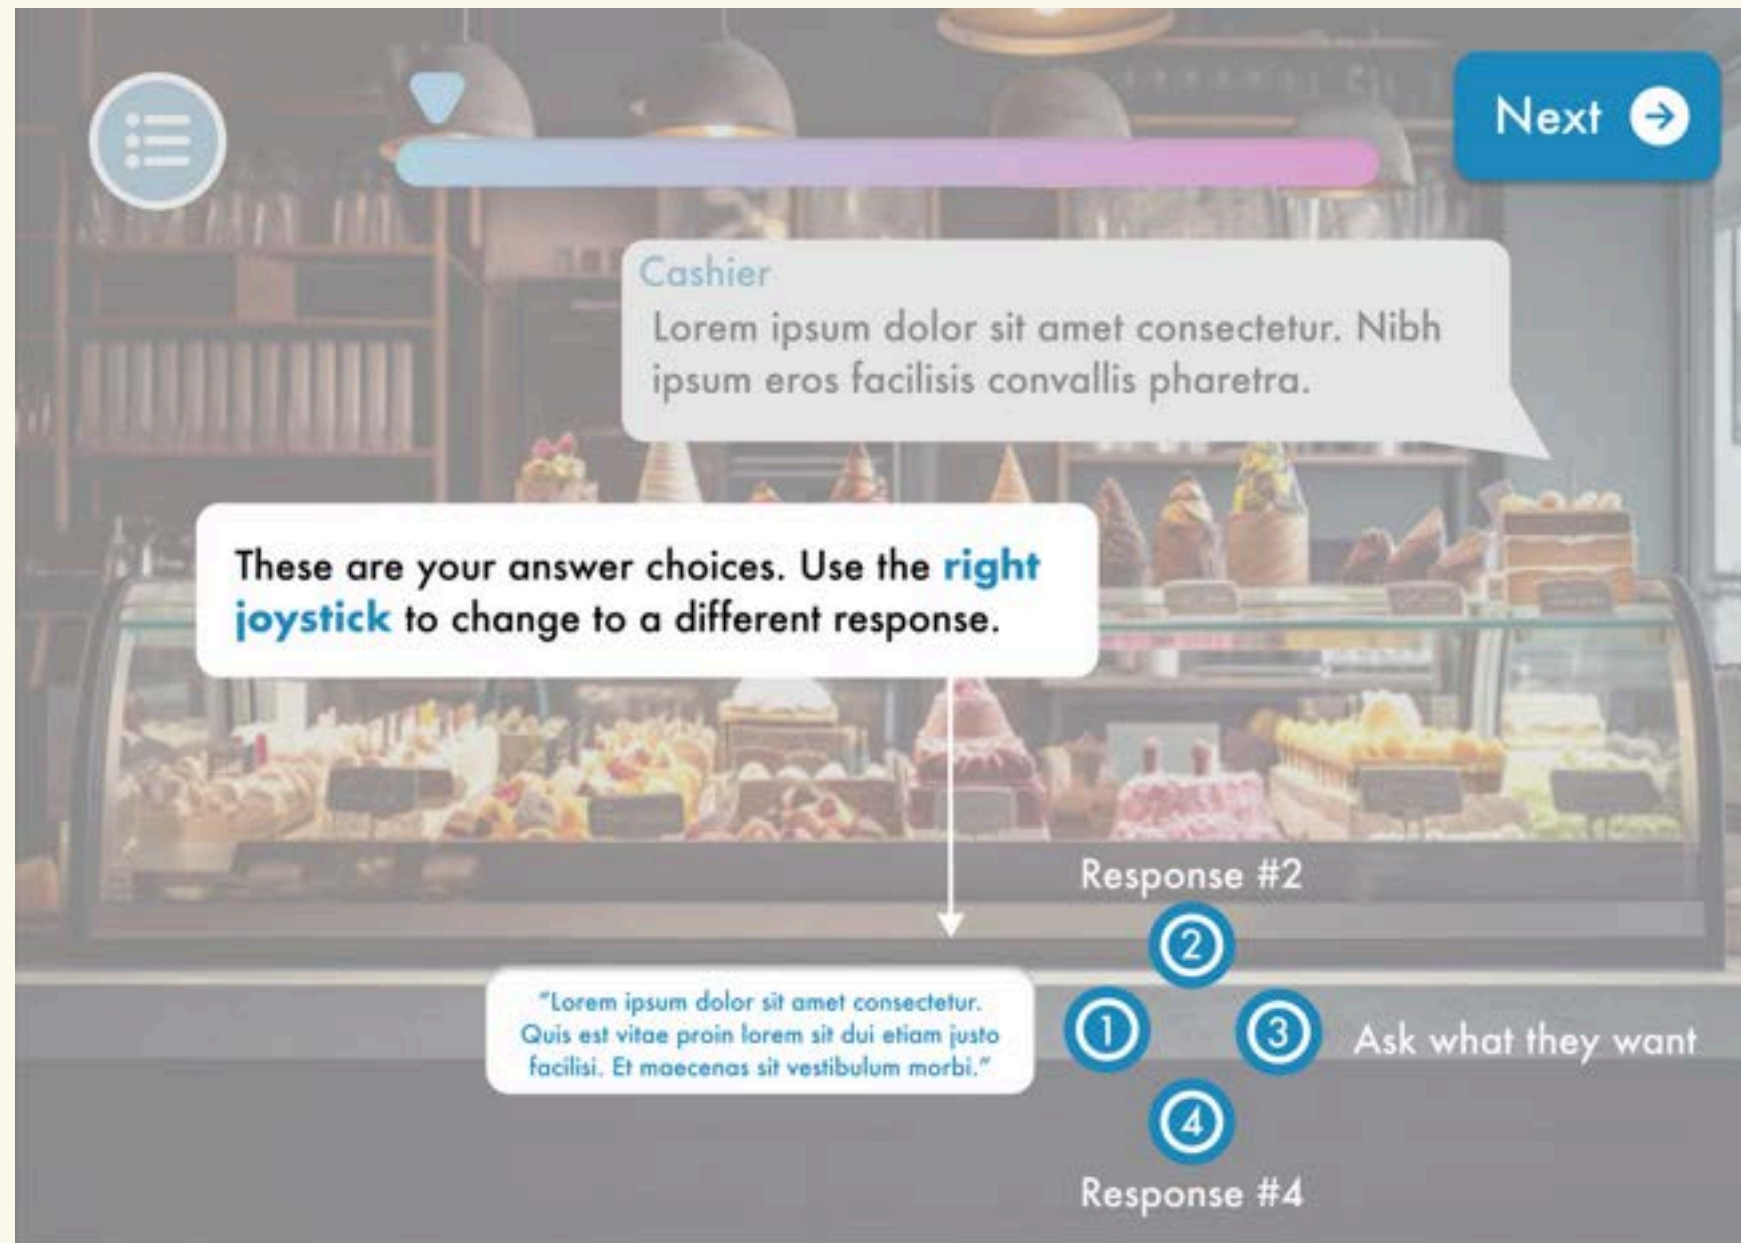 Next
Cashier
Lorem ipsum dolor sit amet consectetur. Nibh
ipsum eros facilisis convallis pharetra.
These are your answer choices. Use the right
joystick to change to a different response.
Response #2
2
"Lorem ipsum dolor sit amet consectetur.
Quis est vitae proin lorem sit dui etiam justo
facilisi. Et maecenas sit vestibulum morbi."
1
3
Ask what they want
4
Response #4